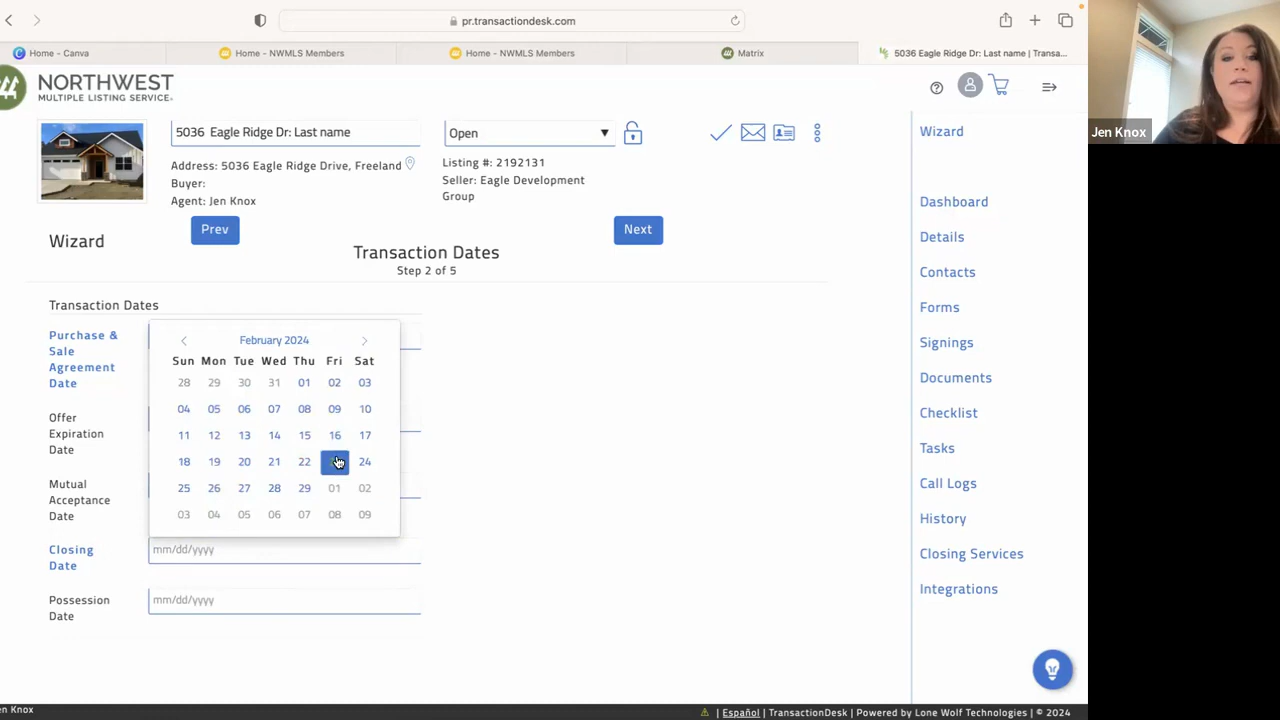 pr.transactiondesk.com
Home - Canva
Home - NWMLS Members
Home - NWMLS Members
Matrix
5036 Eagle Ridge Dr: Last name | Transa...
NORTHWEST
MULTIPLE LISTING SERVICE
5036 Eagle Ridge Dr: Last name
Open
Address: 5036 Eagle Ridge Drive, Freeland
Buyer:
Agent: Jen Knox
Listing #: 2192131
Seller: Eagle Development
Group
Prev
Next
Wizard
Transaction Dates
Step 2 of 5
Transaction Dates
Purchase &
Sale
Agreement
Date
Offer
Expiration
Date
Mutual
Acceptance
Date
Closing
Date
Possession
Date
February 2024
Sun Mon Tue Wed Thu Fri Sat
28 29 30 31 01 02 03
04 05 06 07 08 09 10
11 12 13 14 15 16 17
18 19 20 21 22 24
25 26 27 28 29 01 02
03 04 05 06 07 08 09
mm/dd/yyyy
mm/dd/yyyy
Wizard
Dashboard
Details
Contacts
Forms
Signings
Documents
Checklist
Tasks
Call Logs
History
Closing Services
Integrations
Jen Knox
en Knox
| Español | TransactionDesk | Powered by Lone Wolf Technologies | © 2024